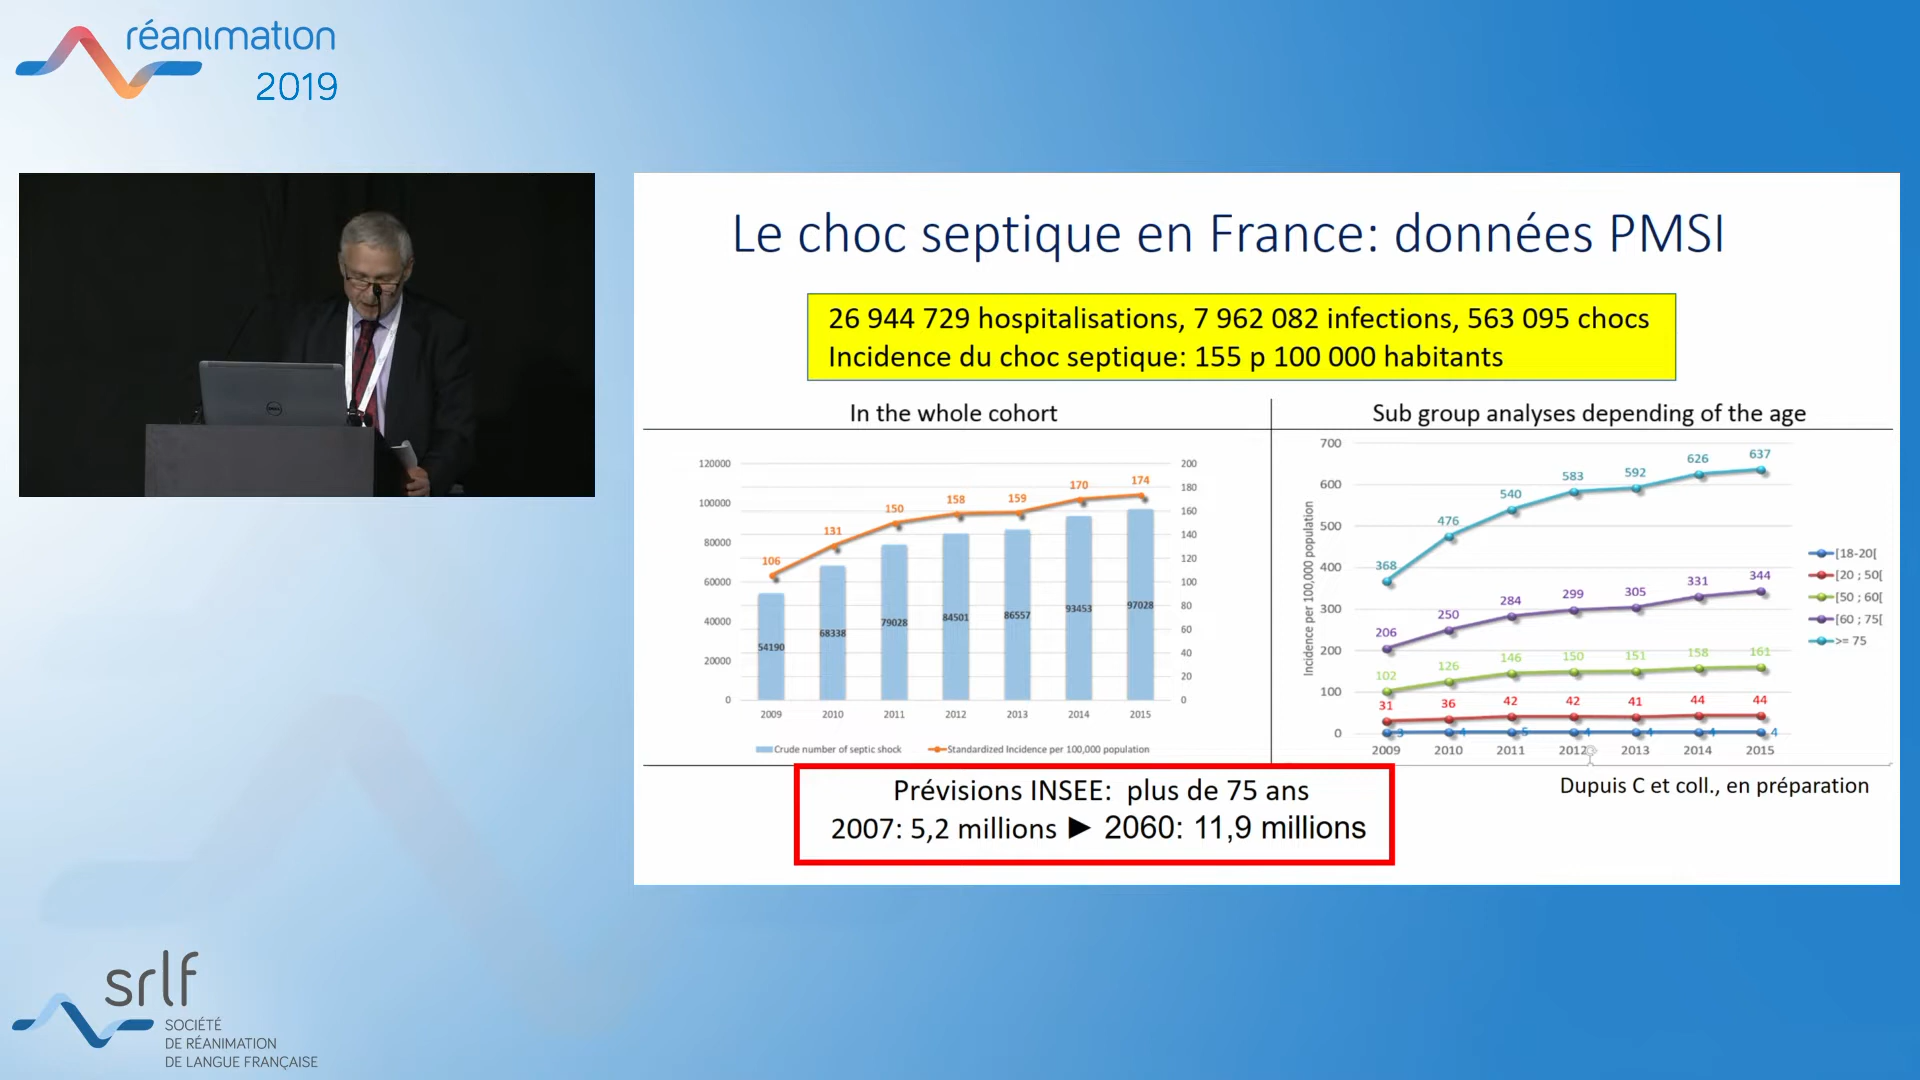 réanimation
2019
Le choc septique en France: données PMSI
26 944 729 hospitalisations, 7 962 082 infections, 563 095 chocs
Incidence du choc septique: 155 p 100 000 habitants
In the whole cohort
120000
100000
80000
60000
40000
20000
0
200
180
160
140
120
100
80
60
40
20
0
106
131
150
158
159
170
174
54190
68338
79028
84501
86557
93453
97028
2009 2010 2011 2012 2013 2014 2015
Crude number of septic shock
Standardized Incidence per 100,000 population
Sub group analyses depending of the age
Incidence per 100,000 population
700
600
500
400
300
200
100
0
368 476 540 583 592 626 637
206 250 284 299 305 331 344
102 126 146 150 151 158 161
31 36 42 42 41 44 44
3 4 5 4 4 4 4
2009 2010 2011 2012 2013 2014 2015
[18-20[
[20 ; 50[
[50 ; 60[
[60 ; 75[
>= 75
Prévisions INSEE: plus de 75 ans
2007: 5,2 millions ► 2060: 11,9 millions
Dupuis C et coll., en préparation
srlf
SOCIÉTÉ
DE RÉANIMATION
DE LANGUE FRANÇAISE
DELL